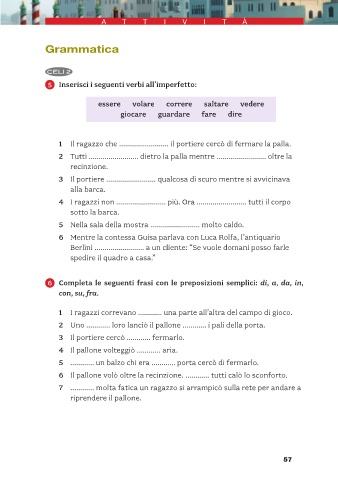 ATTIVITÀ
Grammatica
CELI 2
5 Inserisci i seguenti verbi all'imperfetto:
essere volare correre saltare vedere
giocare guardare fare dire
1 Il ragazzo che ........................ il portiere cercò di fermare la palla.
2 Tutti ........................ dietro la palla mentre ........................ oltre la
recinzione.
3 Il portiere ........................ qualcosa di scuro mentre si avvicinava
alla barca.
4 I ragazzi non ........................ più. Ora ........................ tutti il corpo
sotto la barca.
5 Nella sala della mostra ........................ molto caldo.
6 Mentre la contessa Guisa parlava con Luca Rolfa, l'antiquario
Berlini ........................ a un cliente: "Se vuole domani posso farle
spedire il quadro a casa."
6 Completa le seguenti frasi con le preposizioni semplici: di, a, da, in,
con, su, fra.
1 I ragazzi correvano ............ una parte all'altra del campo di gioco.
2 Uno ............ loro lanciò il pallone ............ i pali della porta.
3 Il portiere cercò ............ fermarlo.
4 Il pallone volteggiò ............ aria.
5 ............ un balzo chi era ............ porta cercò di fermarlo.
6 Il pallone volò oltre la recinzione. ............ tutti calò lo sconforto.
7 ............ molta fatica un ragazzo si arrampicò sulla rete per andare a
riprendere il pallone.
57